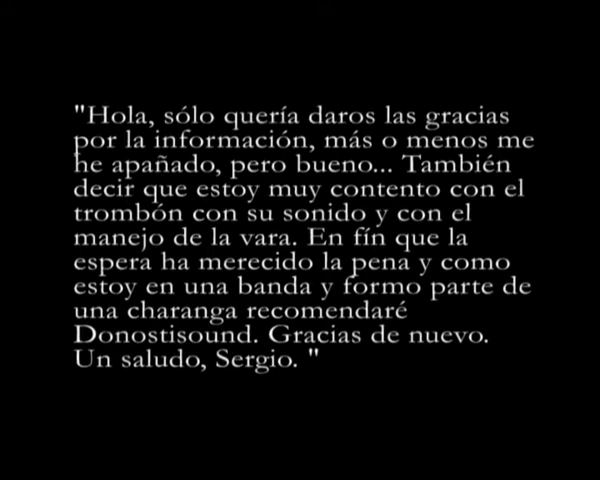 "Hola, sólo quería daros las gracias
por la información, más o menos me
he apañado, pero bueno... También
decir que estoy muy contento con el
trombón con su sonido y con el
manejo de la vara. En fín que la
espera ha merecido la pena y como
estoy en una banda y formo parte de
una charanga recomendaré
Donostisound. Gracias de nuevo.
Un saludo, Sergio. "